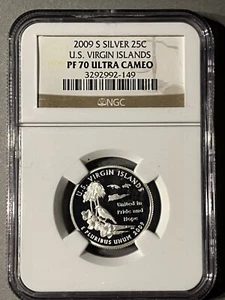 2009 S SILVER 25C
U.S. VIRGIN ISLANDS
PF 70 ULTRA CAMEO
3292992-149
NGC
U.S. VIRGIN ISLANDS
United in
Pride and
Hope
E PLURIBUS UNUM